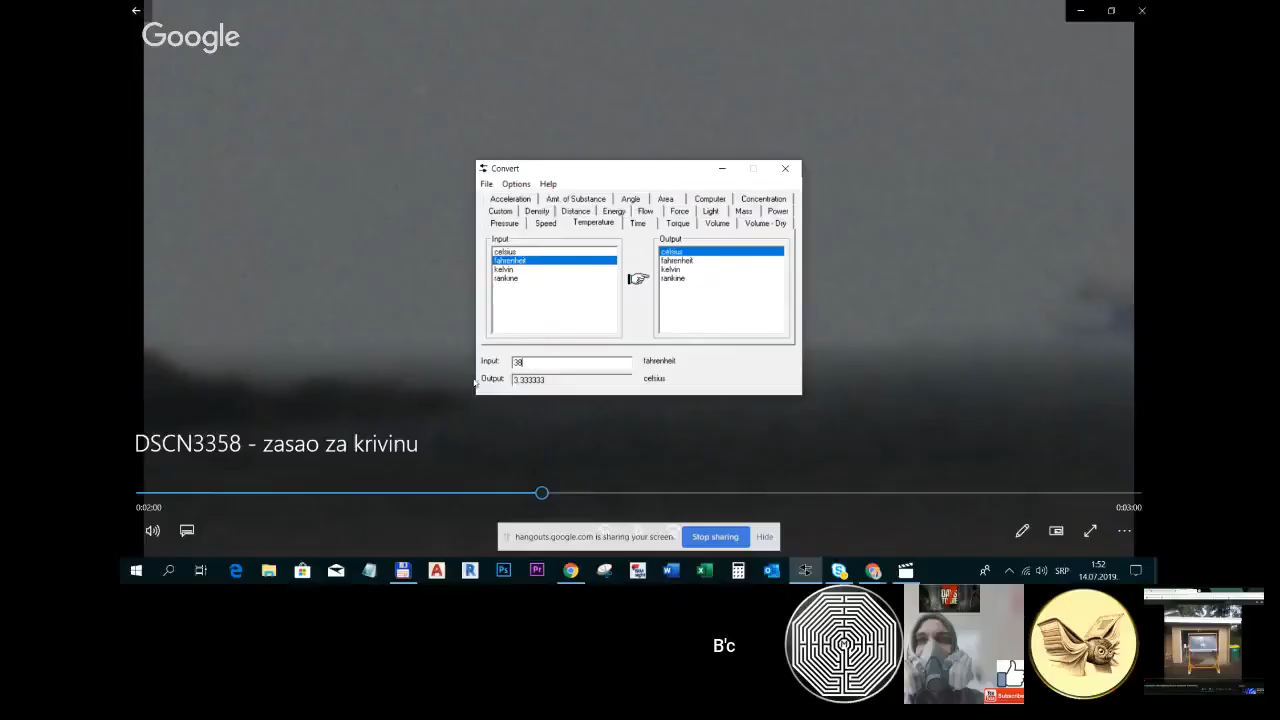 Google
Convert
File Options Help
Acceleration Amt. of Substance Angle Area Computer Concentration
Custom Density Distance Energy Flow Force Light Mass Power
Pressure Speed Temperature Time Torque Volume Volume - Dry
Input Output
celsius celsius
fahrenheit fahrenheit
kelvin kelvin
rankine rankine
Input: 38 fahrenheit
Output: 3.333333 celsius
DSCN3358 - zasao za krivinu
0:02:00 0:03:00
hangouts.google.com is sharing your screen. Stop sharing Hide
SRP 1:52
14.07.2019.
B'c
DAYS
Subscribe